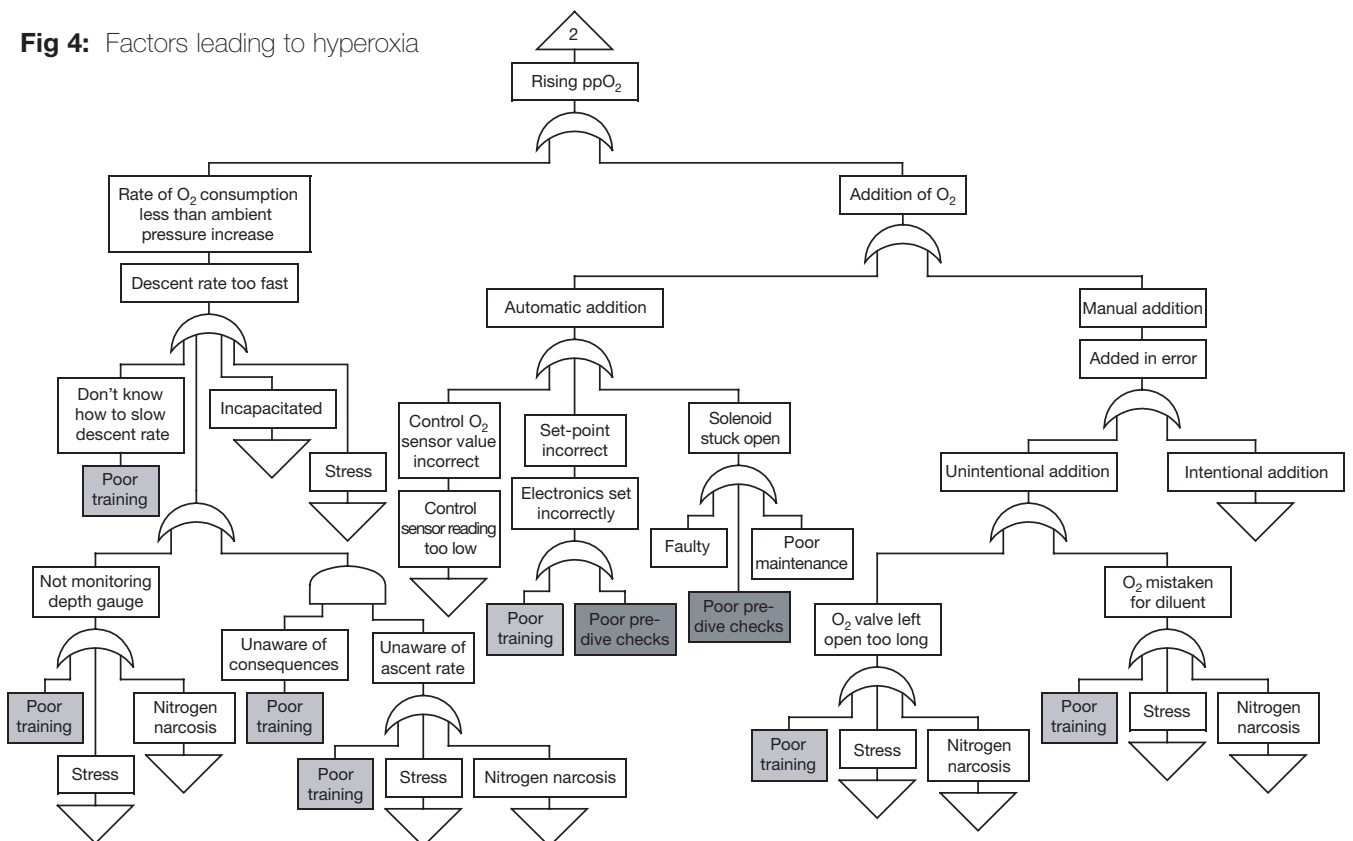 Fig 4: Factors leading to hyperoxia
2
Rising ppO2
Rate of O2 consumption
less than ambient
pressure increase
Addition of O2
Descent rate too fast
Automatic addition
Manual addition
Added in error
Don't know
how to slow
descent rate
Incapacitated
Stress
Poor
training
Control O2
sensor value
incorrect
Control
sensor reading
too low
Set-point
incorrect
Electronics set
incorrectly
Solenoid
stuck open
Unintentional addition
Intentional addition
Faulty
Poor
maintenance
Poor
training
Poor pre-
dive checks
Poor pre-
dive checks
Not monitoring
depth gauge
Unaware of
consequences
Unaware of
ascent rate
O2 valve left
open too long
O2 mistaken
for diluent
Poor
training
Stress
Nitrogen
narcosis
Poor
training
Poor
training
Stress
Nitrogen narcosis
Poor
training
Stress
Nitrogen
narcosis
Poor
training
Stress
Nitrogen
narcosis